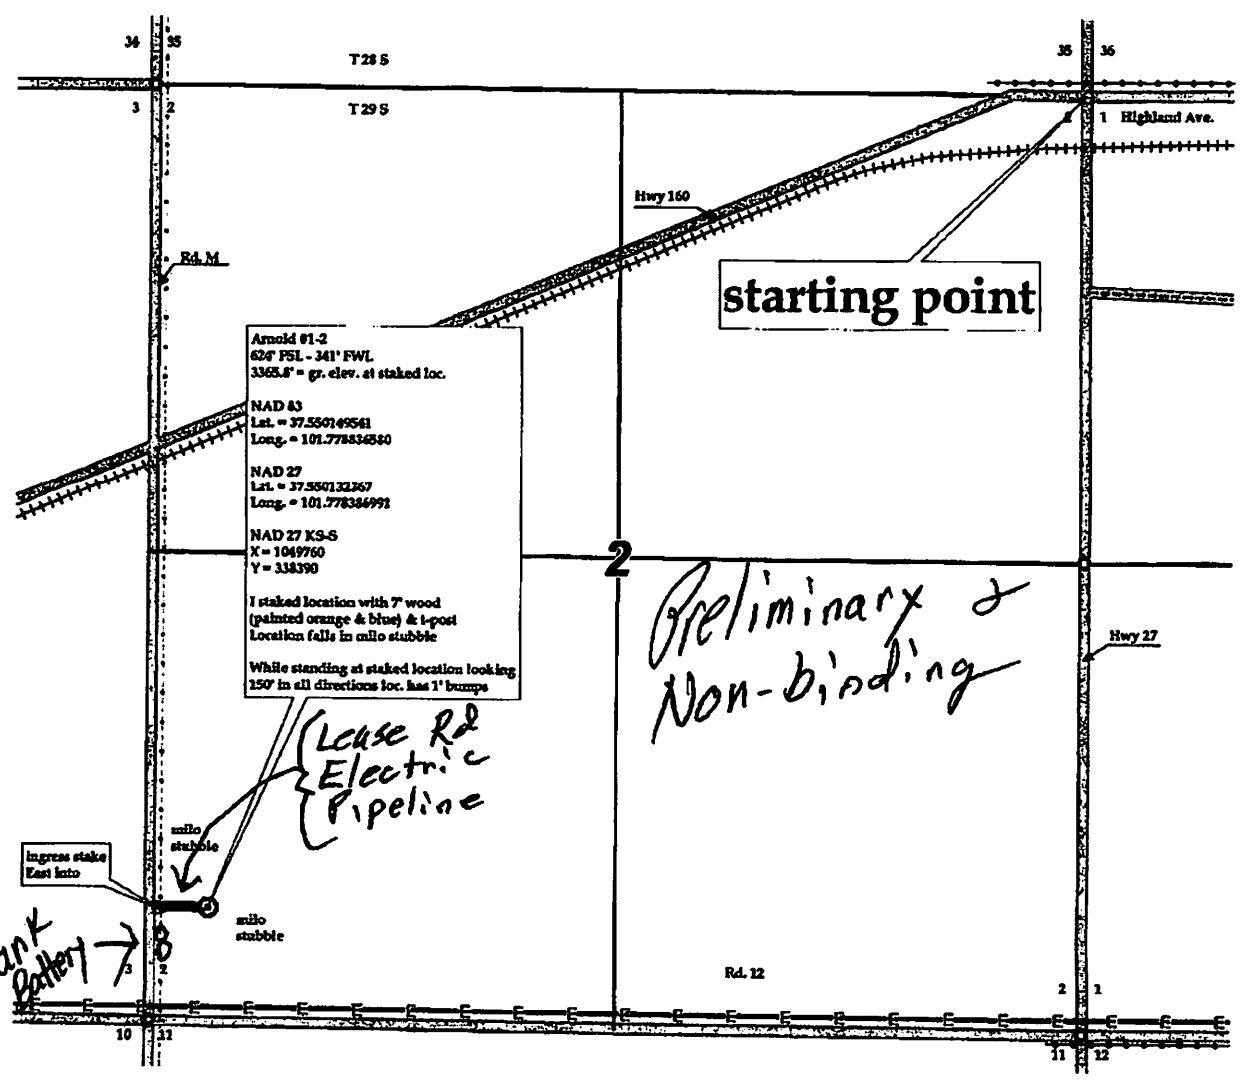 34 35
35 36
T 28 S
3 2
T 29 S
2 1 Highland Ave.
Hwy 160
Rd. M
starting point
Arnold #1-2
624' FSL - 341' FWL
3365.8' = gr. elev. at staked loc.
NAD 83
Lat. = 37.550149541
Long. = 101.778836580
NAD 27
Lat. = 37.550132367
Long. = 101.778386991
NAD 27 KS-S
X = 1049760
Y = 338390
I staked location with 7' wood
(painted orange & blue) & t-post
Location falls in milo stubble
While standing at staked location looking
150' in all directions loc. has 1' bumps
2
Preliminary &
Non-binding
Hwy 27
Lease Rd
Electric
Pipeline
milo
stubble
ingress stake
East into
milo
stubble
Battery
3 2
Rd. 12
2 1
10 11
11 12